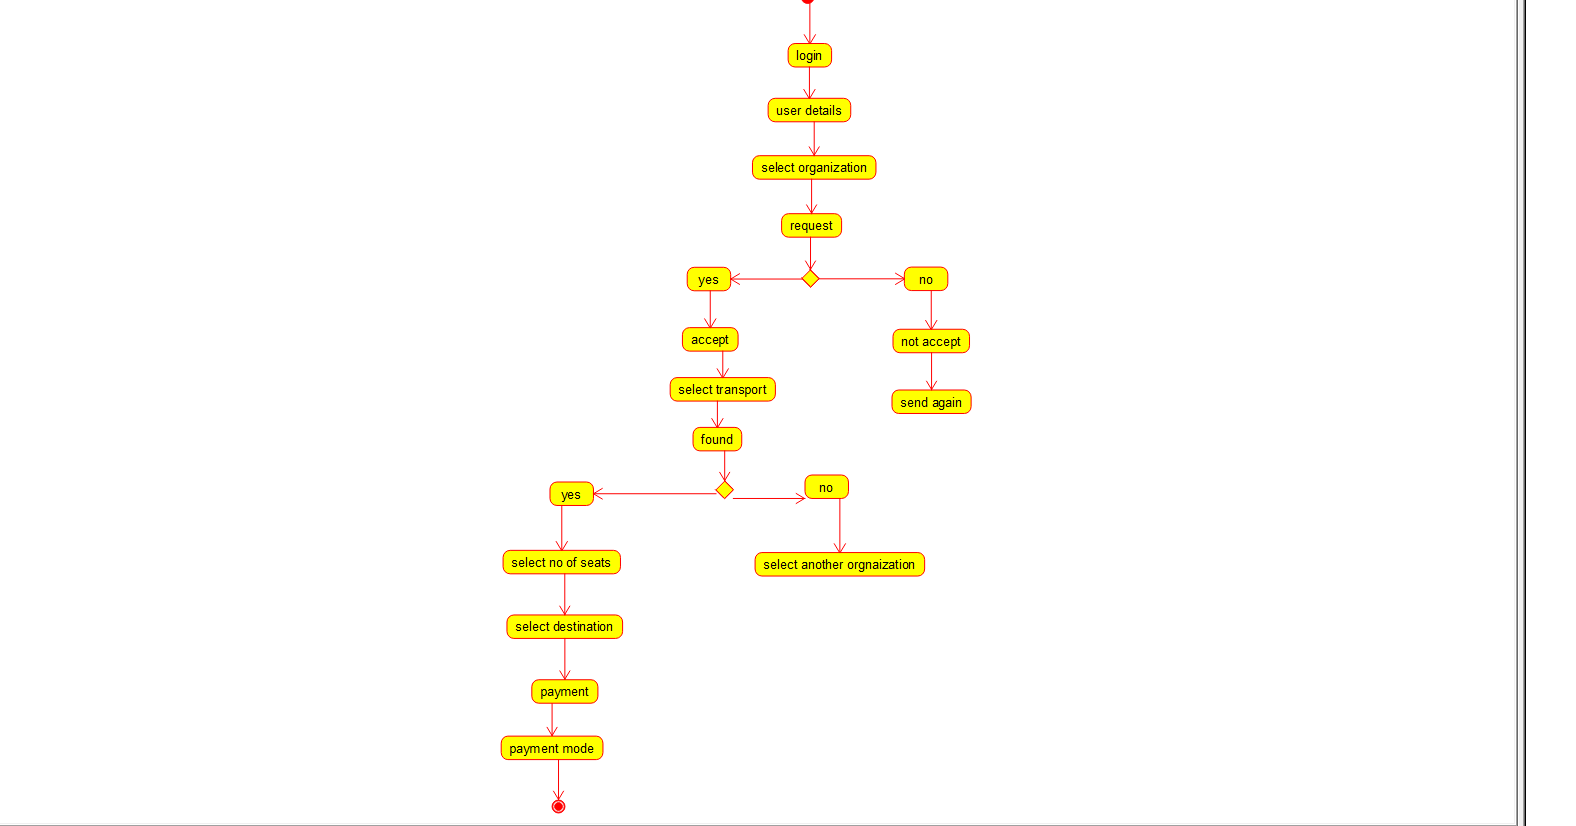 login
user details
select organization
request
yes
no
accept
not accept
select transport
send again
found
yes
no
select no of seats
select another orgnaization
select destination
payment
payment mode